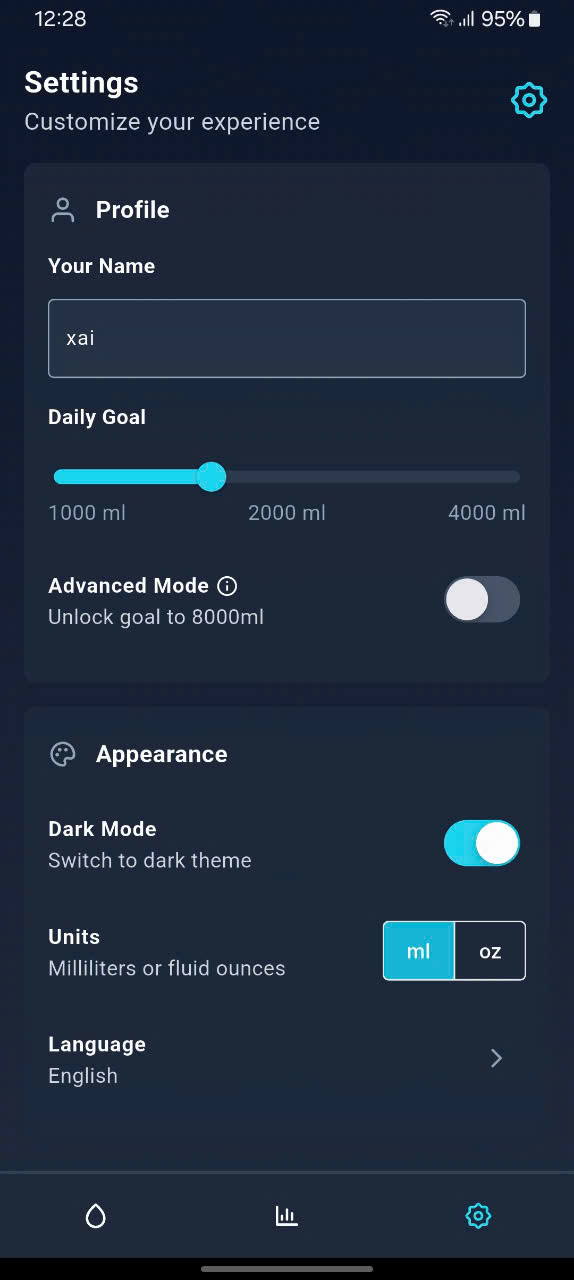 12:28 95%
Settings
Customize your experience
Profile
Your Name
xai
Daily Goal
1000 ml 2000 ml 4000 ml
Advanced Mode
Unlock goal to 8000ml
Appearance
Dark Mode
Switch to dark theme
Units
Milliliters or fluid ounces
ml oz
Language
English